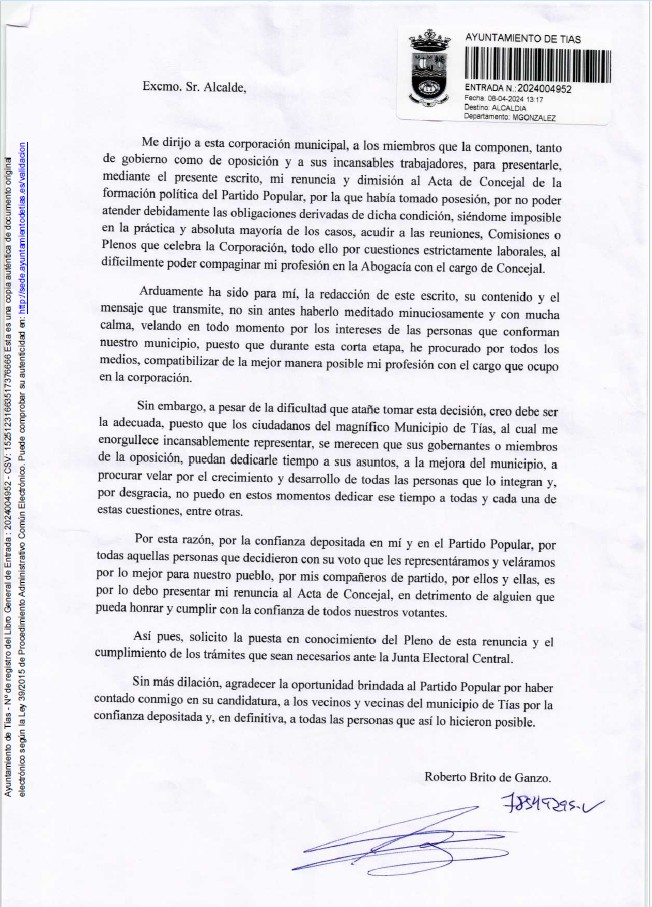 AYUNTAMIENTO DE TIAS
ENTRADA N.: 2024004952
Fecha: 08-04-2024 13:17
Destino: ALCALDIA
Departamento: MGONZALEZ
Excmo. Sr. Alcalde,
Me dirijo a esta corporación municipal, a los miembros que la componen, tanto
de gobierno como de oposición y a sus incansables trabajadores, para presentarle,
mediante el presente escrito, mi renuncia y dimisión al Acta de Concejal de la
formación política del Partido Popular, por la que había tomado posesión, por no poder
atender debidamente las obligaciones derivadas de dicha condición, siéndome imposible
en la práctica y absoluta mayoría de los casos, acudir a las reuniones, Comisiones o
Plenos que celebra la Corporación, todo ello por cuestiones estrictamente laborales, al
difícilmente poder compaginar mi profesión en la Abogacía con el cargo de Concejal.
Arduamente ha sido para mí, la redacción de este escrito, su contenido y el
mensaje que transmite, no sin antes haberlo meditado minuciosamente y con mucha
calma, velando en todo momento por los intereses de las personas que conforman
nuestro municipio, puesto que durante esta corta etapa, he procurado por todos los
medios, compatibilizar de la mejor manera posible mi profesión con el cargo que ocupo
en la corporación.
Sin embargo, a pesar de la dificultad que atañe tomar esta decisión, creo debe ser
la adecuada, puesto que los ciudadanos del magnífico Municipio de Tías, al cual me
enorgullece incansablemente representar, se merecen que sus gobernantes o miembros
de la oposición, puedan dedicarle tiempo a sus asuntos, a la mejora del municipio, a
procurar velar por el crecimiento y desarrollo de todas las personas que lo integran y,
por desgracia, no puedo en estos momentos dedicar ese tiempo a todas y cada una de
estas cuestiones, entre otras.
Por esta razón, por la confianza depositada en mí y en el Partido Popular, por
todas aquellas personas que decidieron con su voto que les representáramos y veláramos
por lo mejor para nuestro pueblo, por mis compañeros de partido, por ellos y ellas, es
por lo debo presentar mi renuncia al Acta de Concejal, en detrimento de alguien que
pueda honrar y cumplir con la confianza de todos nuestros votantes.
Así pues, solicito la puesta en conocimiento del Pleno de esta renuncia y el
cumplimiento de los trámites que sean necesarios ante la Junta Electoral Central.
Sin más dilación, agradecer la oportunidad brindada al Partido Popular por haber
contado conmigo en su candidatura, a los vecinos y vecinas del municipio de Tías por la
confianza depositada y, en definitiva, a todas las personas que así lo hicieron posible.
Roberto Brito de Ganzo.
Ayuntamiento de Tías - Nº de registro del Libro General de Entrada : 2024004952 - CSV: 15251231663517376666 Esta es una copia auténtica de documento original
electrónico según la Ley 39/2015 de Procedimiento Administrativo Común Electrónico. Puede comprobar su autenticidad en: http://sede.ayuntamientodetias.es/validacion